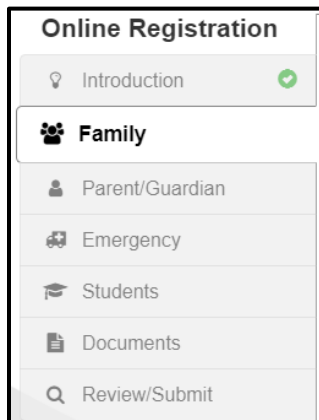 Online Registration
Introduction
Family
Parent/Guardian
Emergency
Students
Documents
Review/Submit